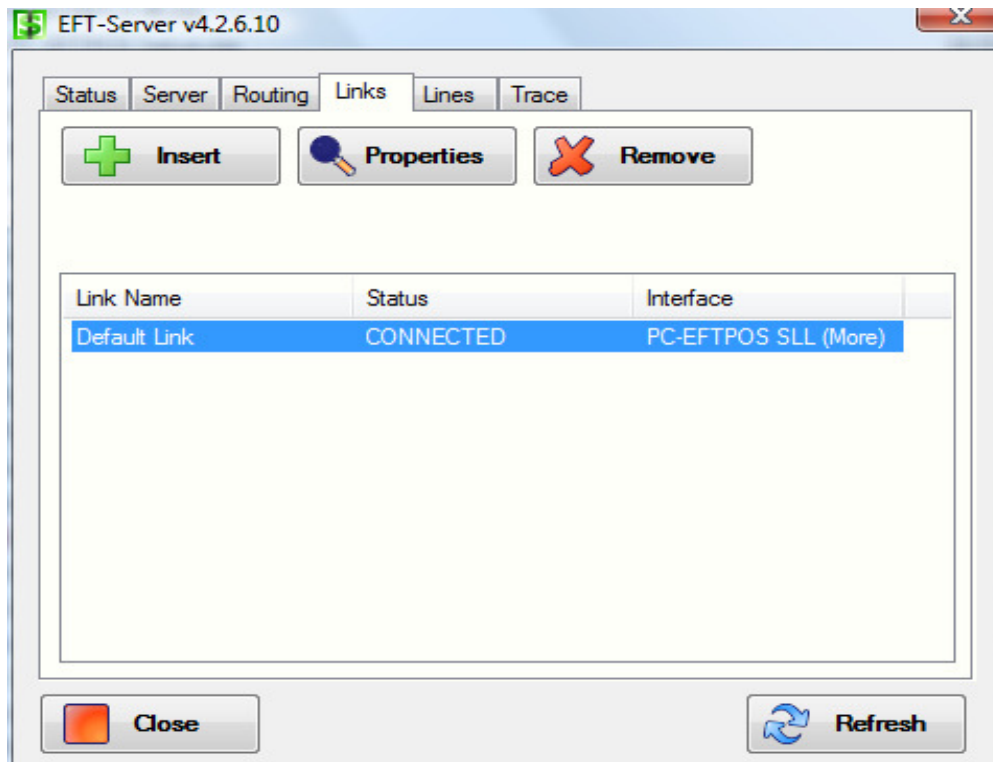 EFT-Server v4.2.6.10
Status Server Routing Links Lines Trace
Insert Properties Remove
Link Name Status Interface
Default Link CONNECTED PC-EFTPOS SLL (More)
Close Refresh